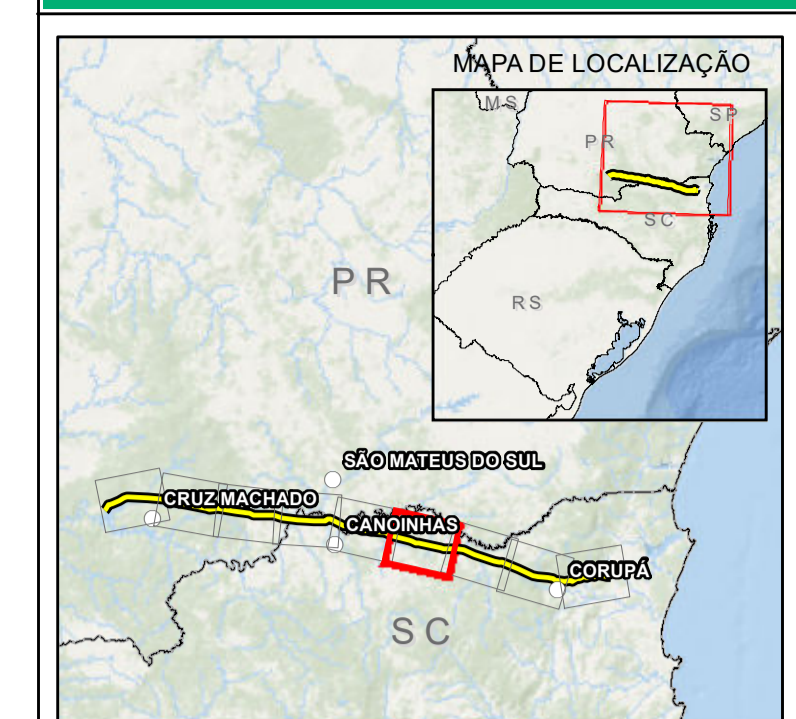 MAPA DE LOCALIZAÇÃO
MS
SP
PR
SC
RS
PR
SÃO MATEUS DO SUL
CRUZ MACHADO
CANOINHAS
CORUPÁ
SC